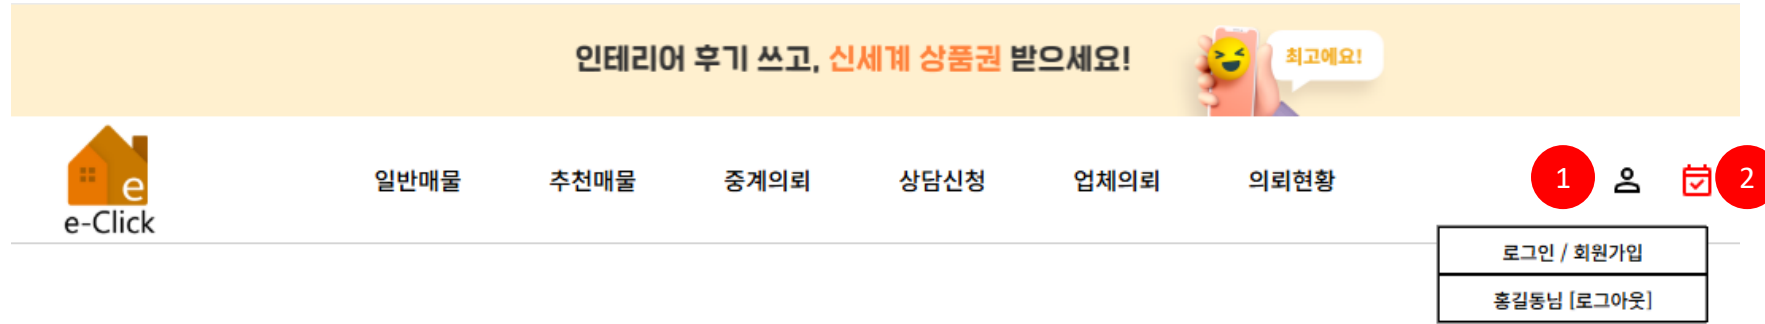 인테리어 후기 쓰고, 신세계 상품권 받으세요!
최고에요!
e
e-Click
일반매물 추천매물 중계의뢰 상담신청 업체의뢰 의뢰현황
1
2
로그인 / 회원가입
홍길동님 [로그아웃]